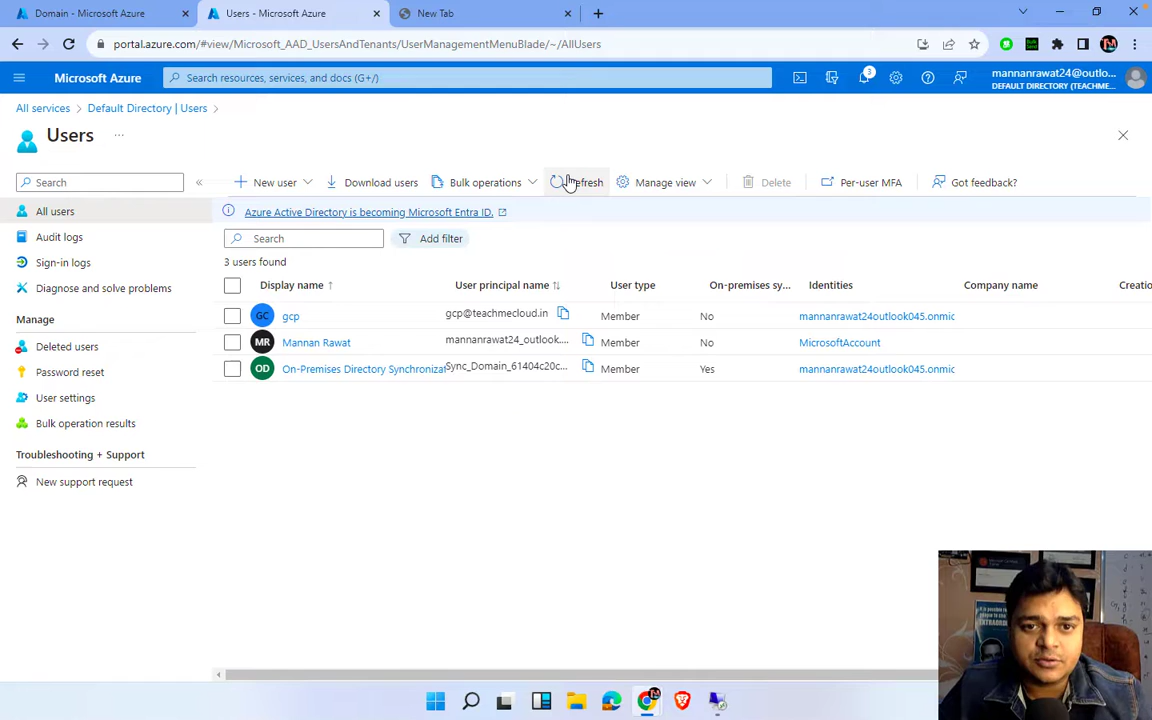 Domain - Microsoft Azure
Users - Microsoft Azure
New Tab
portal.azure.com/#view/Microsoft_AAD_UsersAndTenants/UserManagementMenuBlade/~/AllUsers
Microsoft Azure
Search resources, services, and docs (G+/)
3
mannanrawat24@outlo...
DEFAULT DIRECTORY (TEACHME...
All services
Default Directory | Users
Users
Search
New user
Download users
Bulk operations
Manage view
Delete
Per-user MFA
Got feedback?
All users
Audit logs
Sign-in logs
Diagnose and solve problems
Manage
Deleted users
Password reset
User settings
Bulk operation results
Troubleshooting + Support
New support request
Azure Active Directory is becoming Microsoft Entra ID.
Search
Add filter
3 users found
Display name User principal name User type On-premises sy... Identities Company name Creatio
GC gcp gcp@teachmecloud.in Member No mannanrawat24outlook045.onmic
MR Mannan Rawat mannanrawat24_outlook.... Member No MicrosoftAccount
OD On-Premises Directory Synchronizat Sync_Domain_61404c20c... Member Yes mannanrawat24outlook045.onmic